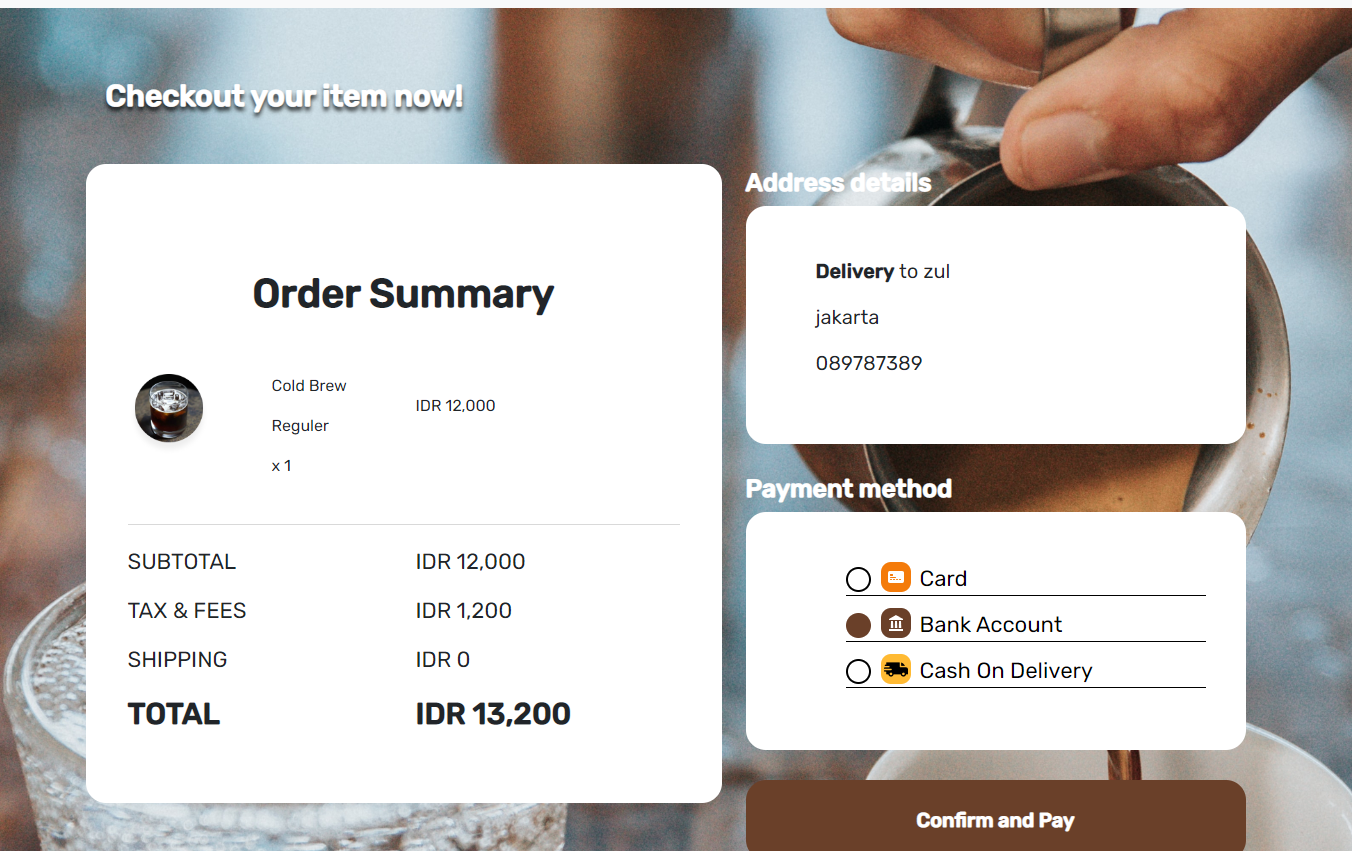 Checkout your item now!
Order Summary
Cold Brew
Reguler
x 1
IDR 12,000
SUBTOTAL IDR 12,000
TAX & FEES IDR 1,200
SHIPPING IDR 0
TOTAL IDR 13,200
Address details
Delivery to zul
jakarta
089787389
Payment method
Card
Bank Account
Cash On Delivery
Confirm and Pay